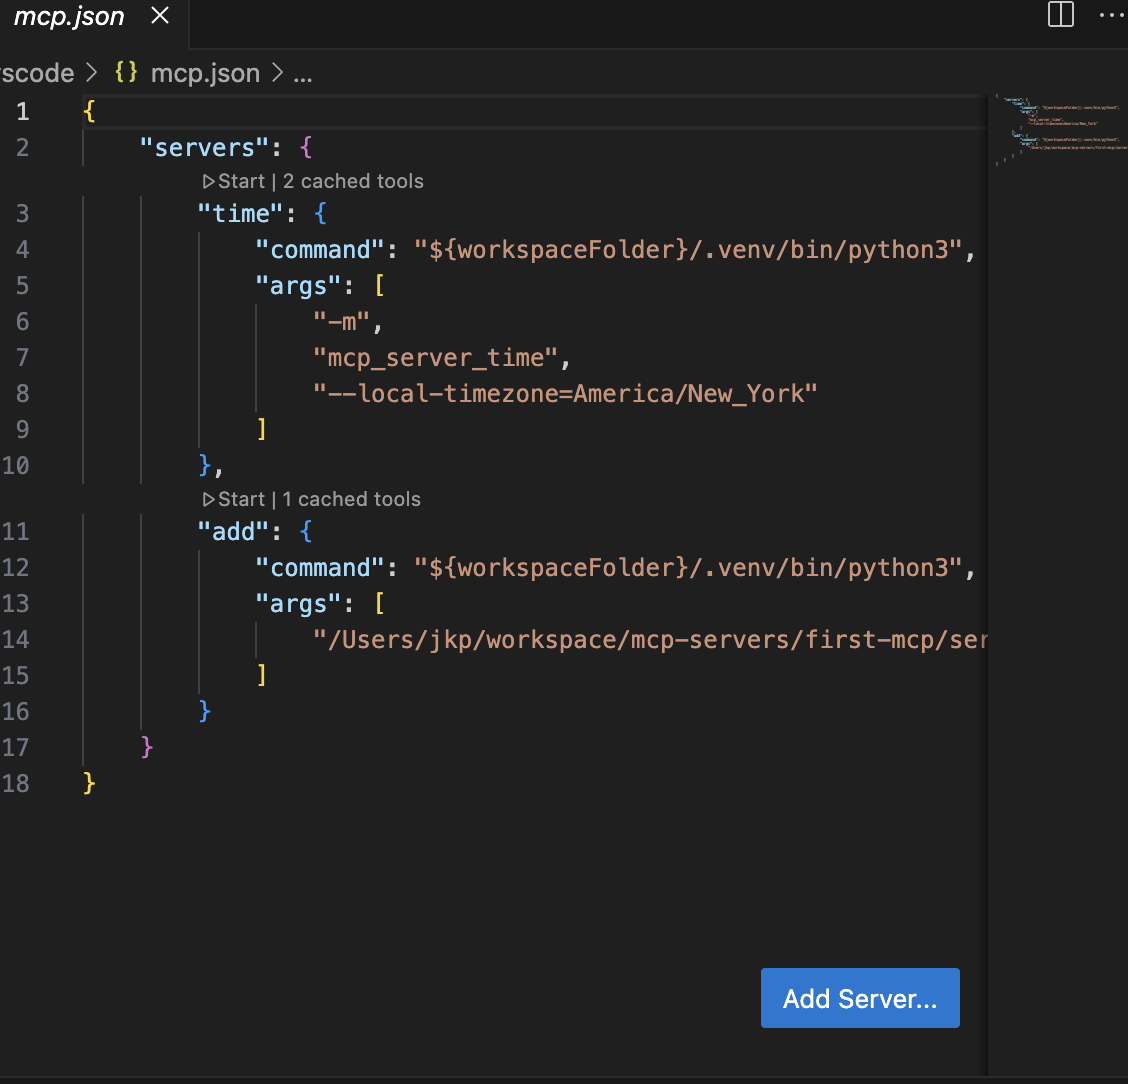 mcp.json
scode > {} mcp.json > ...
1 {
2 "servers": {
Start | 2 cached tools
3 "time": {
4 "command": "${workspaceFolder}/.venv/bin/python3",
5 "args": [
6 "-m",
7 "mcp_server_time",
8 "--local-timezone=America/New_York"
9 ]
10 },
Start | 1 cached tools
11 "add": {
12 "command": "${workspaceFolder}/.venv/bin/python3",
13 "args": [
14 "/Users/jkp/workspace/mcp-servers/first-mcp/ser
15 ]
16 }
17 }
18 }
Add Server...